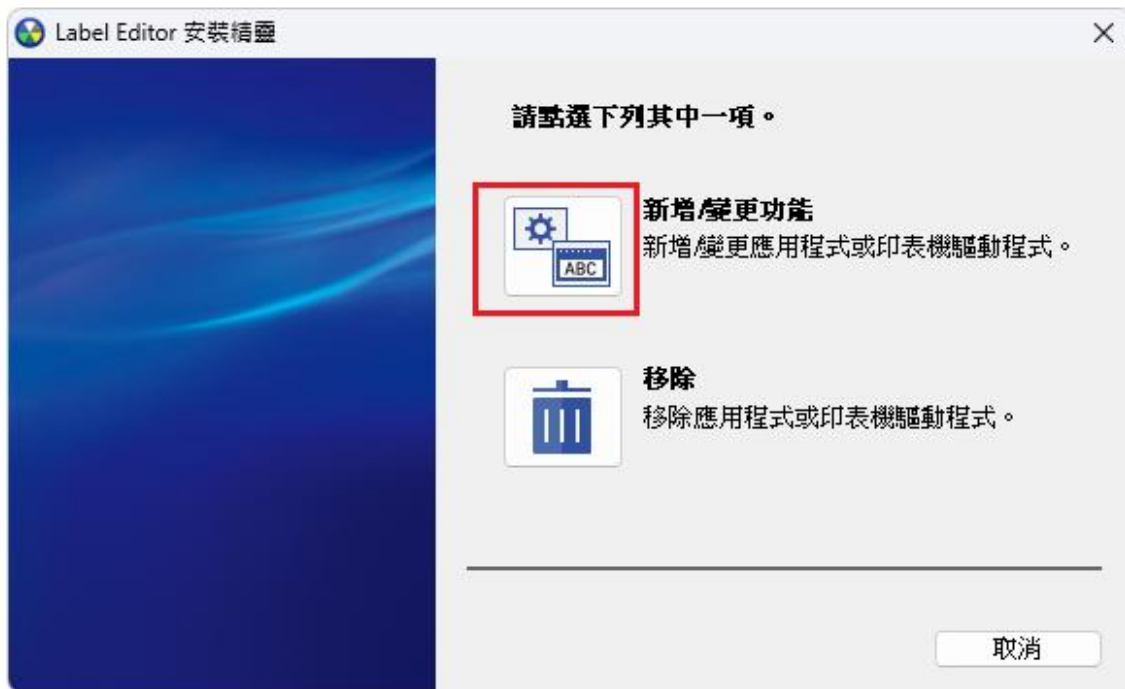 Label Editor 安裝精靈
請點選下列其中一項。
新增/變更功能
新增/變更應用程式或印表機驅動程式。
ABC
移除
移除應用程式或印表機驅動程式。
取消